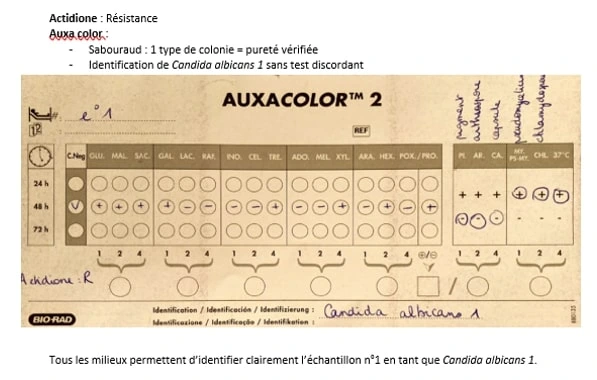 Actidione : Résistance
Auxa color :
- Sabouraud : 1 type de colonie = pureté vérifiée
- Identification de Candida albicans 1 sans test discordant
AUXACOLOR™ 2
#: e°1
12 :
REF
pigment arthrospore capsule pseudomycelium chlamydospore
C.Neg GLU. MAL. SAC. GAL. LAC. RAF. INO. CEL. TRE. ADO. MEL. XYL. ARA. HEX. POX./PRO. PI. AR. CA. MY. PS-MY. CHL. 37°C
24 h + + + + + +
48 h V + + + + - - - - + - - + - - - + - - - - - -
72 h
1 2 4 1 2 4 1 2 4 1 2 4 1 2 4 ⊕/⊖ 1 2 4 1 2 4
Actidione : R
/
Identification / Identificación / Identifizierung : Candida albicans 1
Identificazione / Identificação / Identifikation :
BIO-RAD
Tous les milieux permettent d'identifier clairement l'échantillon n°1 en tant que Candida albicans 1.